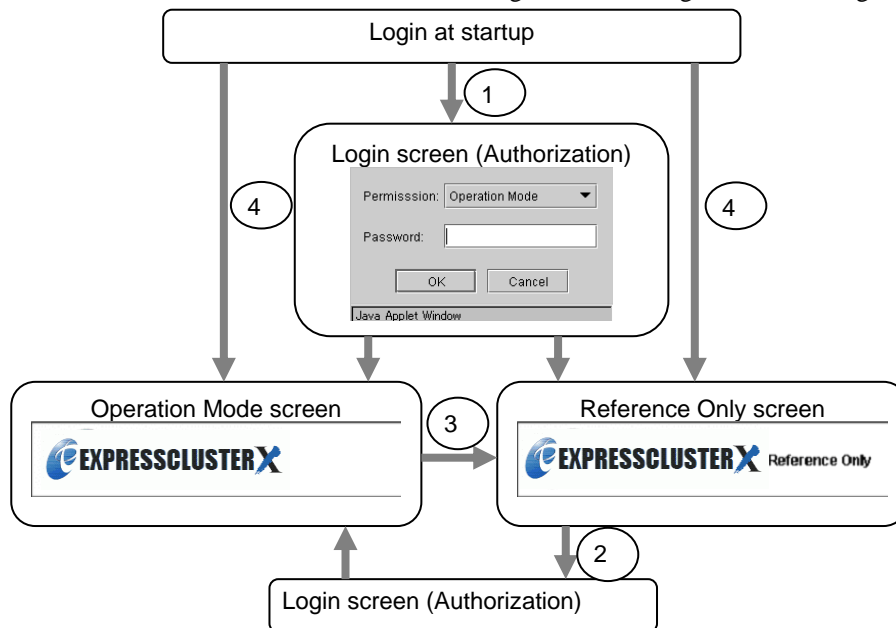 Login at startup
1
Login screen (Authorization)
Permisssion: Operation Mode
Password:
OK Cancel
Java Applet Window
4
4
Operation Mode screen
EXPRESSCLUSTER X
3
Reference Only screen
EXPRESSCLUSTER X Reference Only
2
Login screen (Authorization)